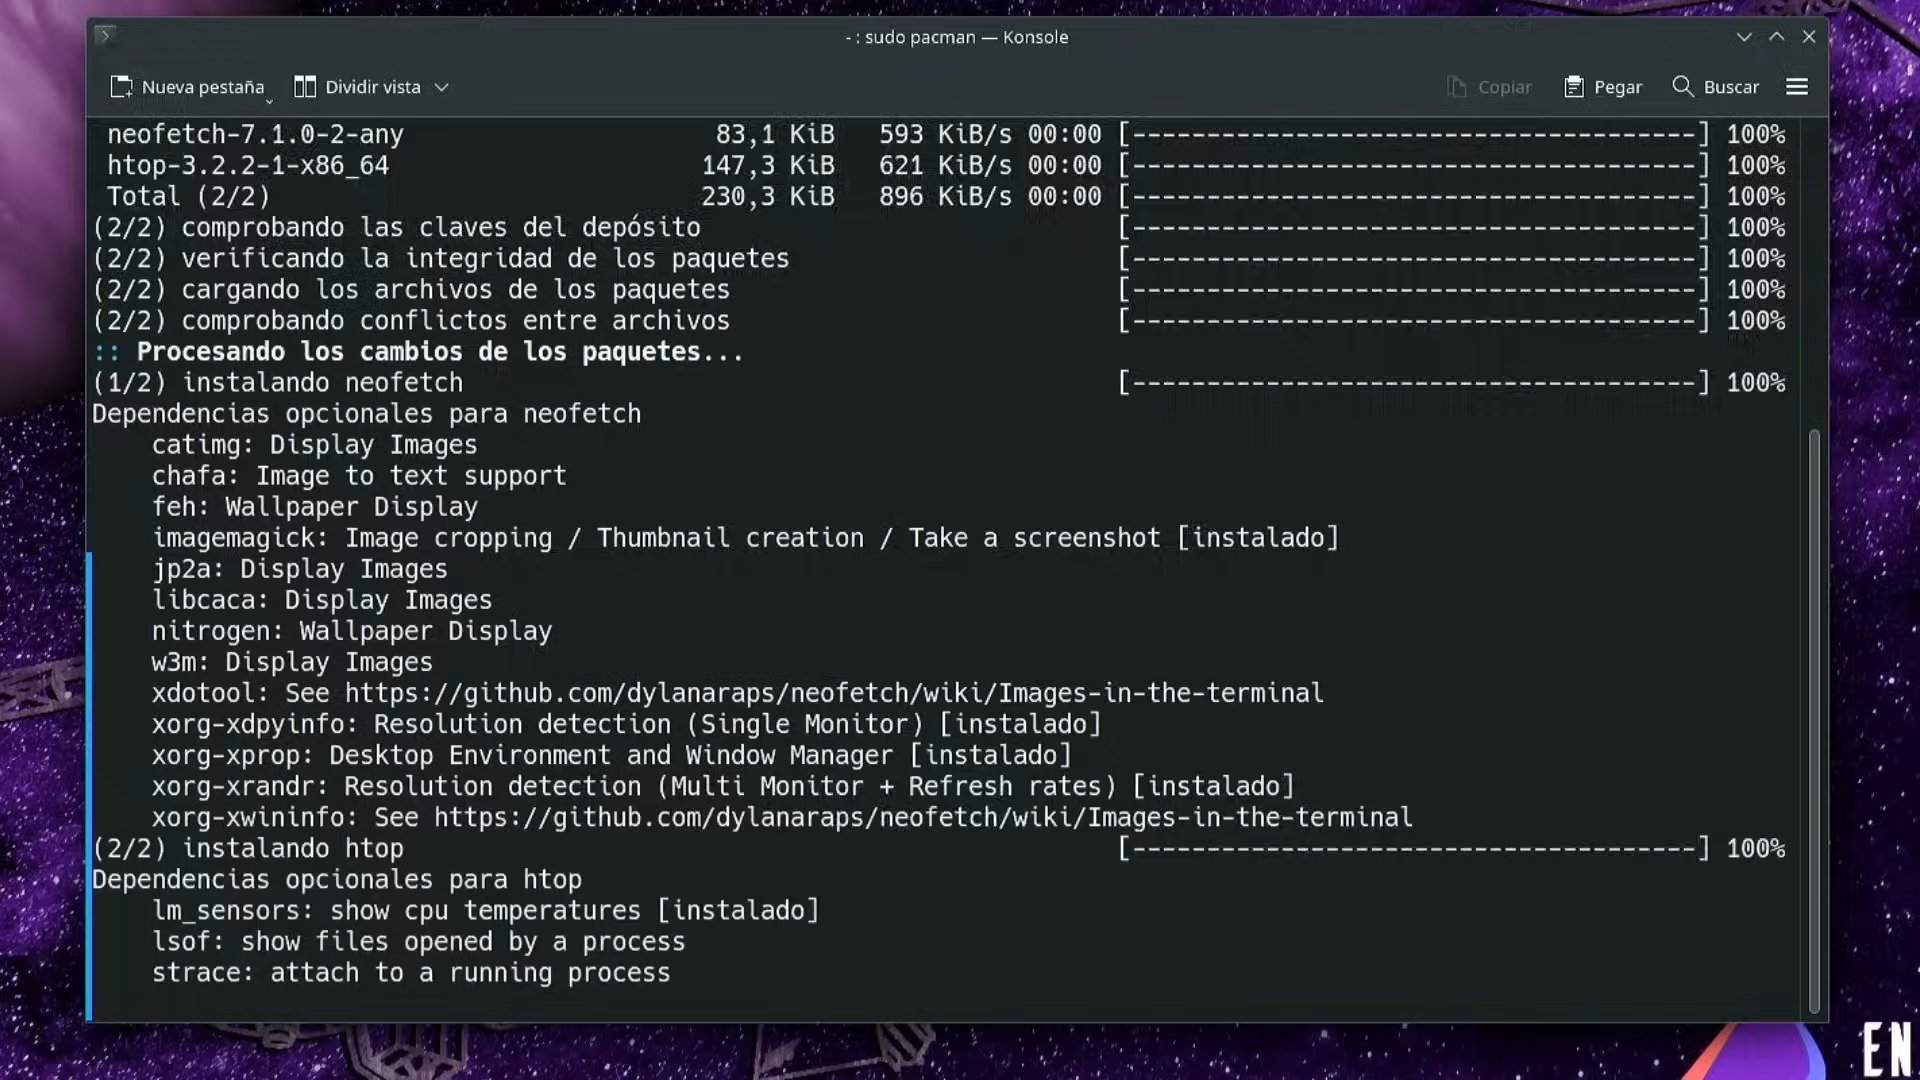 - : sudo pacman — Konsole
Nueva pestaña Dividir vista Copiar Pegar Buscar
neofetch-7.1.0-2-any 83,1 KiB 593 KiB/s 00:00 [--------------------------------------] 100%
htop-3.2.2-1-x86_64 147,3 KiB 621 KiB/s 00:00 [--------------------------------------] 100%
Total (2/2) 230,3 KiB 896 KiB/s 00:00 [--------------------------------------] 100%
(2/2) comprobando las claves del depósito [--------------------------------------] 100%
(2/2) verificando la integridad de los paquetes [--------------------------------------] 100%
(2/2) cargando los archivos de los paquetes [--------------------------------------] 100%
(2/2) comprobando conflictos entre archivos [--------------------------------------] 100%
:: Procesando los cambios de los paquetes...
(1/2) instalando neofetch [--------------------------------------] 100%
Dependencias opcionales para neofetch
catimg: Display Images
chafa: Image to text support
feh: Wallpaper Display
imagemagick: Image cropping / Thumbnail creation / Take a screenshot [instalado]
jp2a: Display Images
libcaca: Display Images
nitrogen: Wallpaper Display
w3m: Display Images
xdotool: See https://github.com/dylanaraps/neofetch/wiki/Images-in-the-terminal
xorg-xdpyinfo: Resolution detection (Single Monitor) [instalado]
xorg-xprop: Desktop Environment and Window Manager [instalado]
xorg-xrandr: Resolution detection (Multi Monitor + Refresh rates) [instalado]
xorg-xwininfo: See https://github.com/dylanaraps/neofetch/wiki/Images-in-the-terminal
(2/2) instalando htop [--------------------------------------] 100%
Dependencias opcionales para htop
lm_sensors: show cpu temperatures [instalado]
lsof: show files opened by a process
strace: attach to a running process
EN